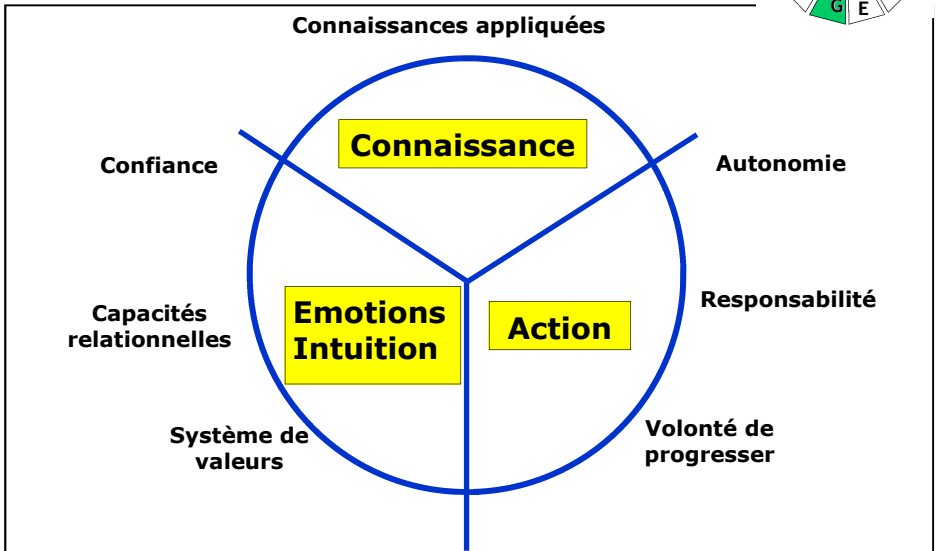 G E
Connaissances appliquées
Connaissance
Confiance
Autonomie
Emotions
Intuition
Action
Capacités
relationnelles
Responsabilité
Système de
valeurs
Volonté de
progresser